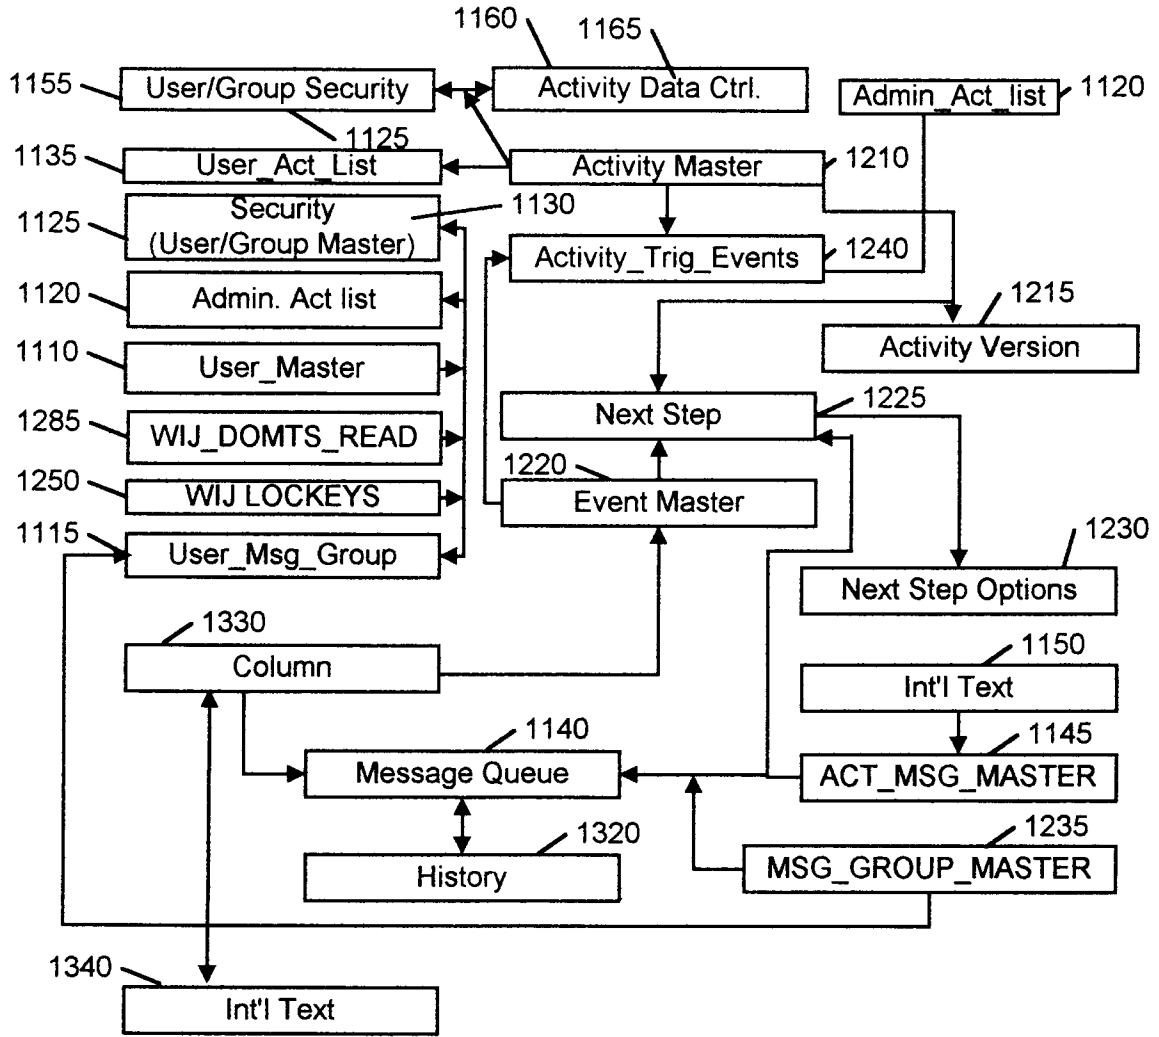 1160
1165
1155
User/Group Security
Activity Data Ctrl.
Admin_Act_list
1120
1125
1135
User_Act_List
Activity Master
1210
1125
Security
(User/Group Master)
1130
Activity_Trig_Events
1240
1120
Admin. Act list
1215
Activity Version
1110
User_Master
Next Step
1225
1285
WIJ_DOMTS_READ
1220
Event Master
1250
WIJ LOCKEYS
1115
User_Msg_Group
1230
Next Step Options
1330
Column
1150
Int'l Text
1140
Message Queue
1145
ACT_MSG_MASTER
1320
History
1235
MSG_GROUP_MASTER
1340
Int'l Text